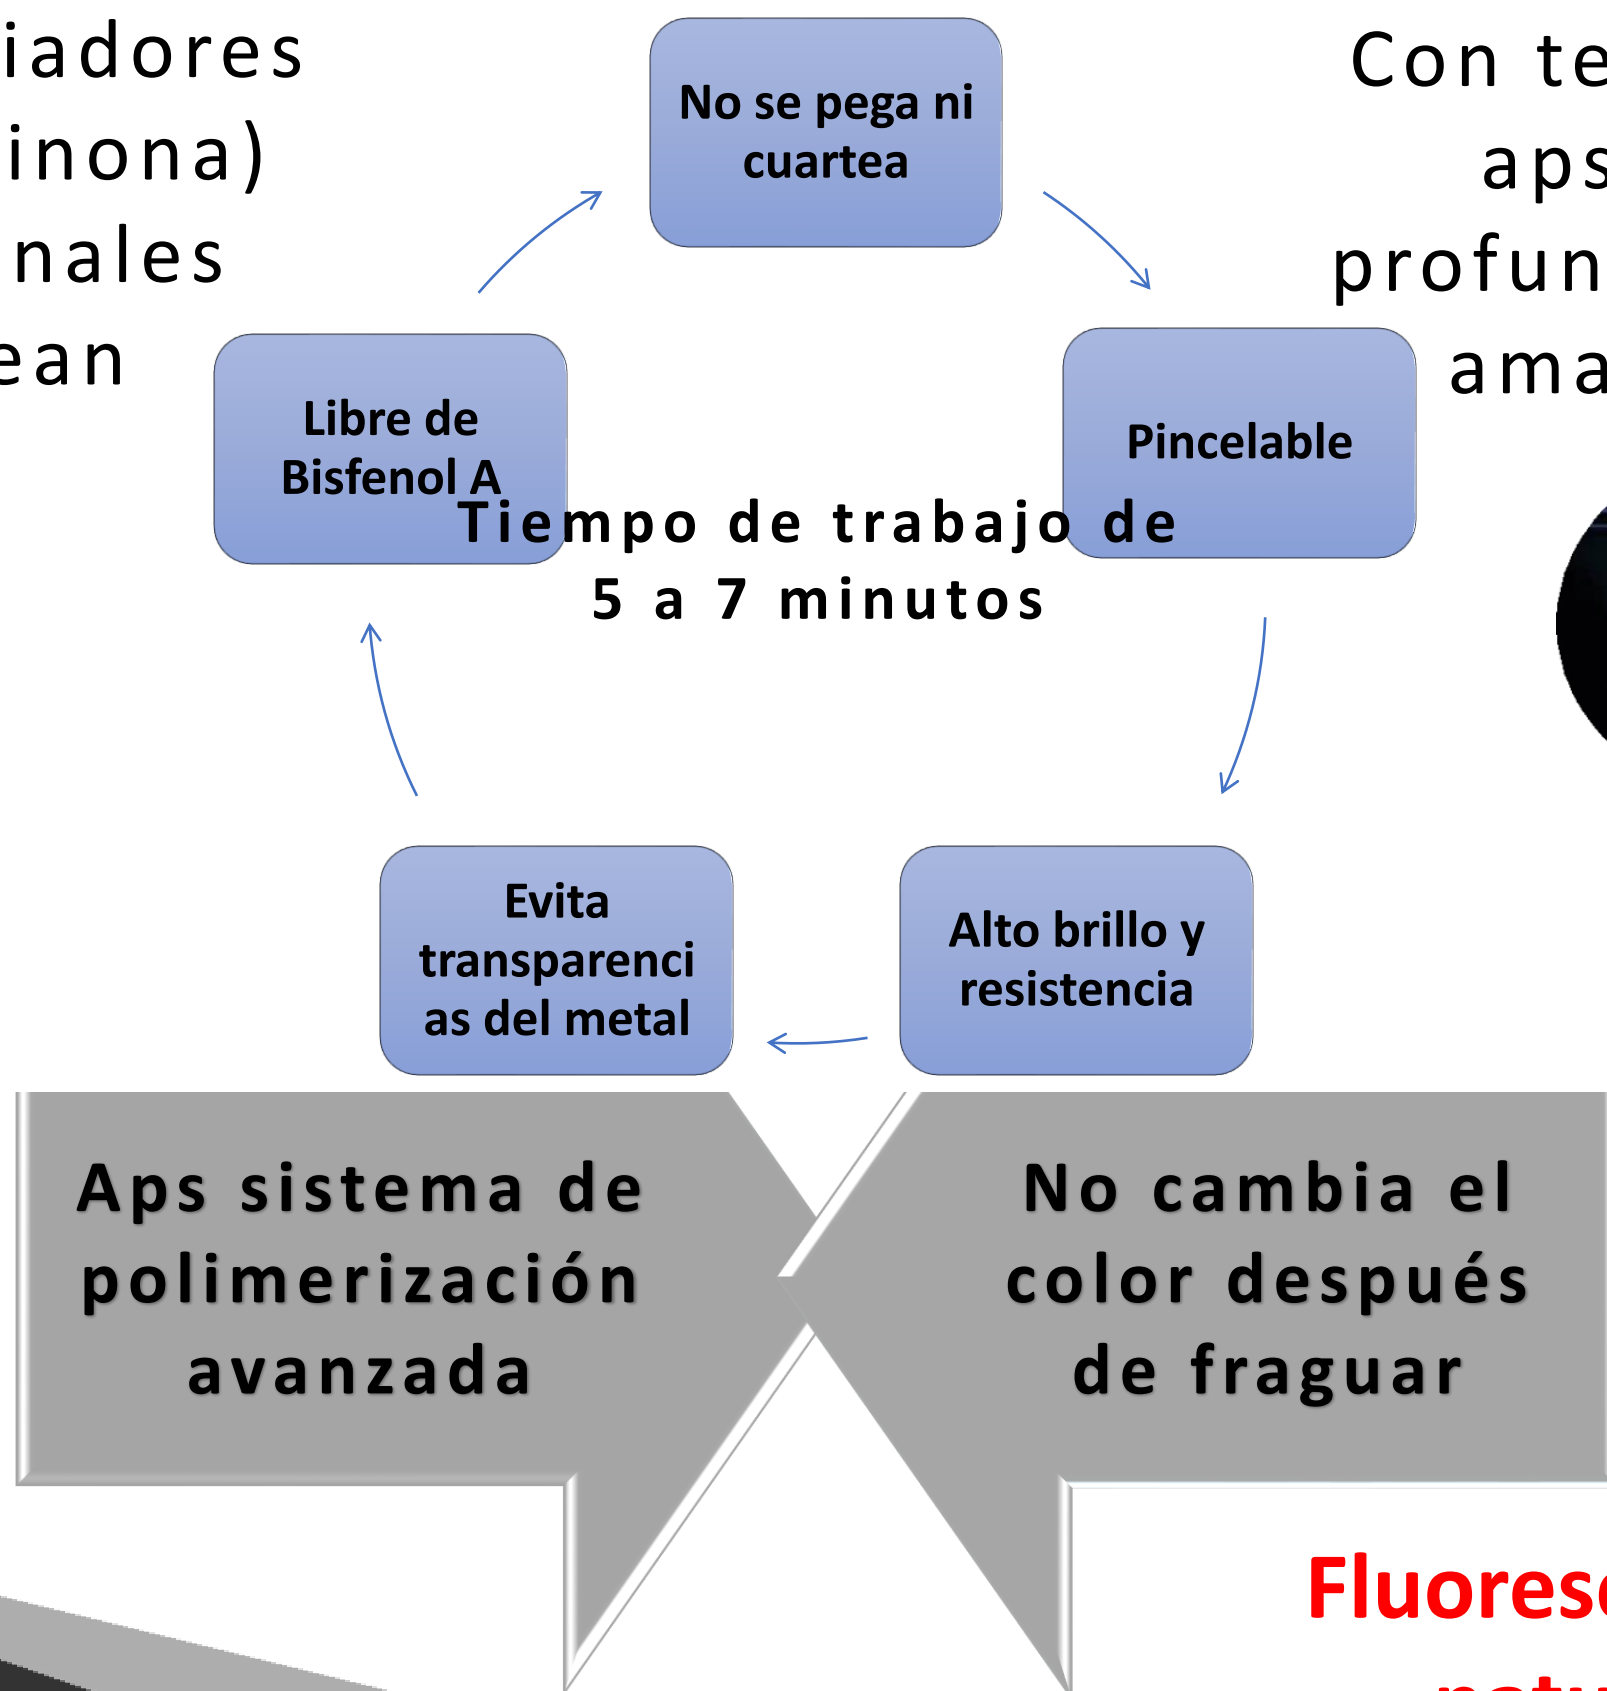 iadores
inona)
nales
ean
No se pega ni
cuartea
Con te
aps
profun
ama
Libre de
Bisfenol A
Pincelable
Tiempo de trabajo de
5 a 7 minutos
Evita
transparenci
as del metal
Alto brillo y
resistencia
Aps sistema de
polimerización
avanzada
No cambia el
color después
de fraguar
Fluoresc
natu